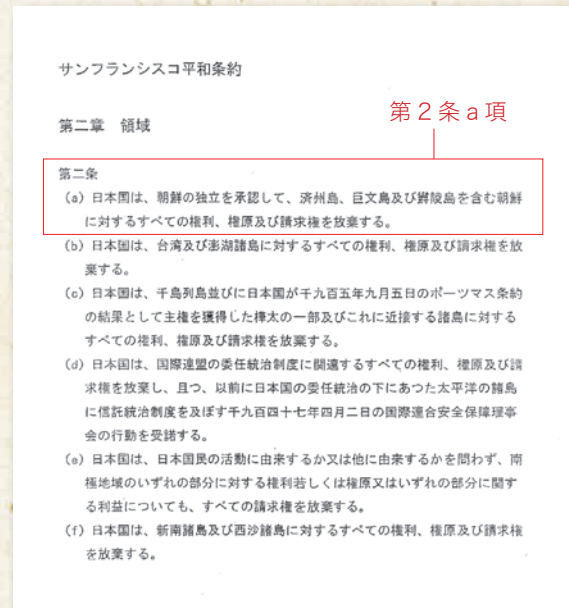 サンフランシスコ平和条約
第二章 領域
第2条a項
第二条
(a) 日本国は、朝鮮の独立を承認して、済州島、巨文島及び欝陵島を含む朝鮮
に対するすべての権利、権原及び請求権を放棄する。
(b) 日本国は、台湾及び澎湖諸島に対するすべての権利、権原及び請求権を放
棄する。
(c) 日本国は、千島列島並びに日本国が千九百五年九月五日のポーツマス条約
の結果として主権を獲得した樺太の一部及びこれに近接する諸島に対する
すべての権利、権原及び請求権を放棄する。
(d) 日本国は、国際連盟の委任統治制度に関連するすべての権利、権原及び請
求権を放棄し、且つ、以前に日本国の委任統治の下にあつた太平洋の諸島
に信託統治制度を及ぼす千九百四十七年四月二日の国際連合安全保障理事
会の行動を受諾する。
(e) 日本国は、日本国民の活動に由来するか又は他に由来するかを問わず、南
極地域のいずれの部分に対する権利若しくは権原又はいずれの部分に関す
る利益についても、すべての請求権を放棄する。
(f) 日本国は、新南諸島及び西沙諸島に対するすべての権利、権原及び請求権
を放棄する。